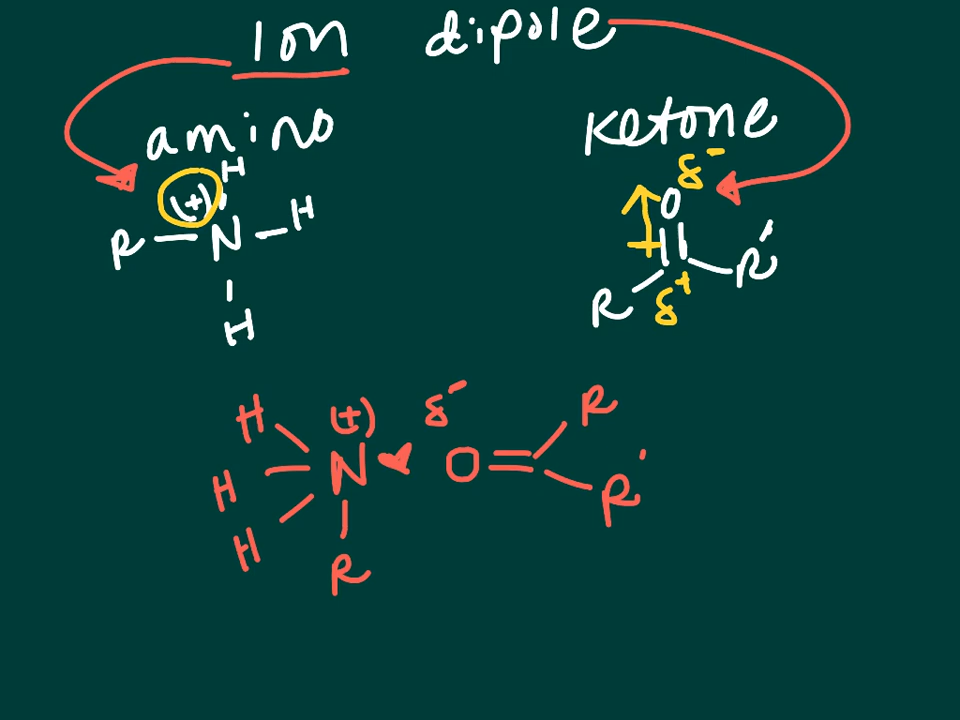 Ion dipole
amino ketone
H δ⁻
(+) O
R N H R'
R δ⁺
H
H (+) δ⁻ R
H N O R'
H
R